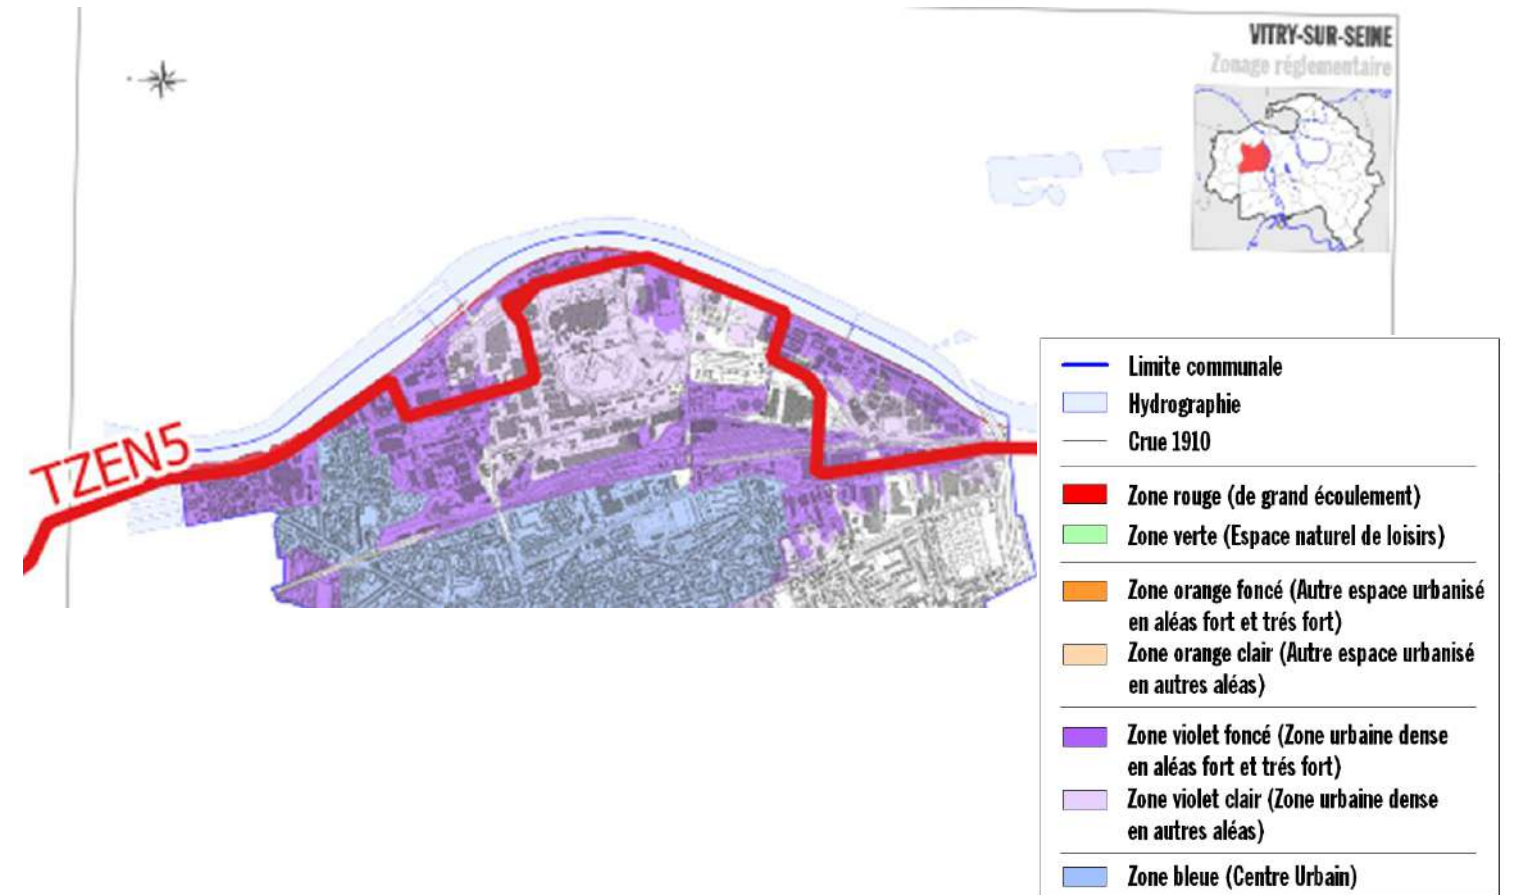 VITRY-SUR-SEINE
Zonage réglementaire
TZEN5
Limite communale
Hydrographie
Crue 1910
Zone rouge (de grand écoulement)
Zone verte (Espace naturel de loisirs)
Zone orange foncé (Autre espace urbanisé
en aléas fort et trés fort)
Zone orange clair (Autre espace urbanisé
en autres aléas)
Zone violet foncé (Zone urbaine dense
en aléas fort et trés fort)
Zone violet clair (Zone urbaine dense
en autres aléas)
Zone bleue (Centre Urbain)